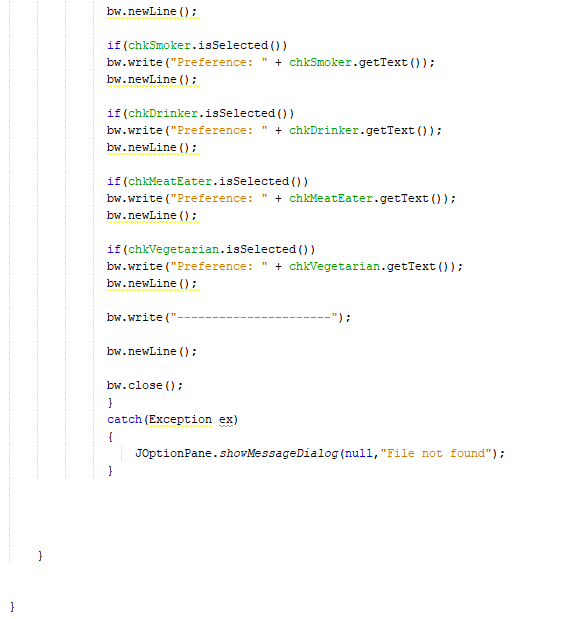 bw.newLine();
if(chkSmoker.isSelected())
bw.write("Preference: " + chkSmoker.getText());
bw.newLine();
if(chkDrinker.isSelected())
bw.write("Preference: " + chkDrinker.getText());
bw.newLine();
if(chkMeatEater.isSelected())
bw.write("Preference: " + chkMeatEater.getText());
bw.newLine();
if(chkVegetarian.isSelected())
bw.write("Preference: " + chkVegetarian.getText());
bw.newLine();
bw.write("----------------------");
bw.newLine();
bw.close();
}
catch(Exception ex)
{
JOptionPane.showMessageDialog(null,"File not found");
}
}
}